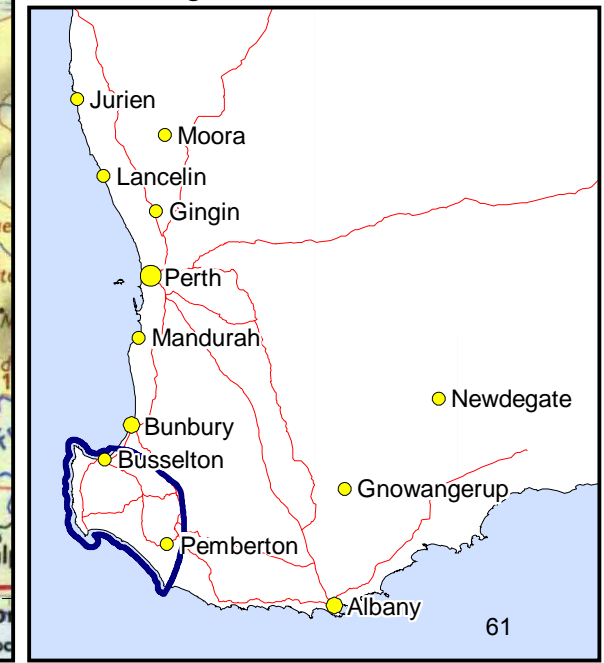 Jurien
Moora
Lancelin
Gingin
Perth
Mandurah
Newdegate
Bunbury
Busselton
Gnowangerup
Pemberton
Albany
61